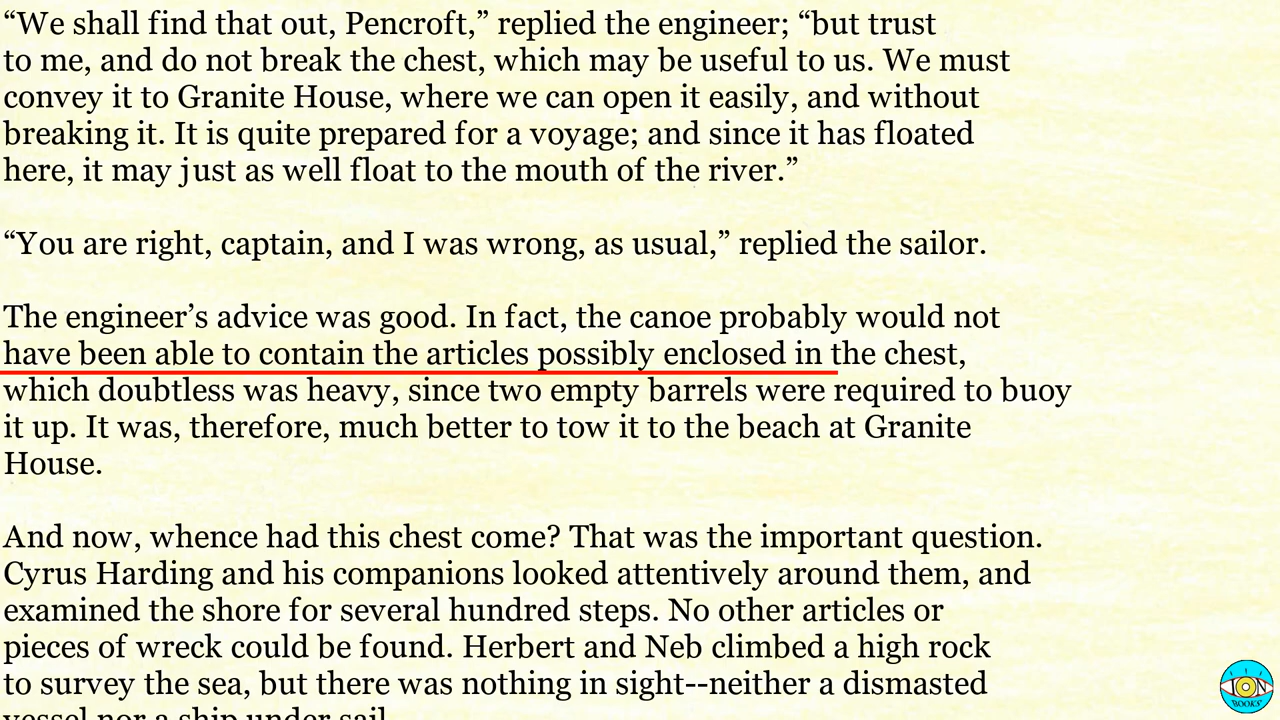 “We shall find that out, Pencroft,” replied the engineer; “but trust
to me, and do not break the chest, which may be useful to us. We must
convey it to Granite House, where we can open it easily, and without
breaking it. It is quite prepared for a voyage; and since it has floated
here, it may just as well float to the mouth of the river.”
“You are right, captain, and I was wrong, as usual,” replied the sailor.
The engineer’s advice was good. In fact, the canoe probably would not
have been able to contain the articles possibly enclosed in the chest,
which doubtless was heavy, since two empty barrels were required to buoy
it up. It was, therefore, much better to tow it to the beach at Granite
House.
And now, whence had this chest come? That was the important question.
Cyrus Harding and his companions looked attentively around them, and
examined the shore for several hundred steps. No other articles or
pieces of wreck could be found. Herbert and Neb climbed a high rock
to survey the sea, but there was nothing in sight--neither a dismasted
vessel nor a ship under sail.
ION
BOOKS